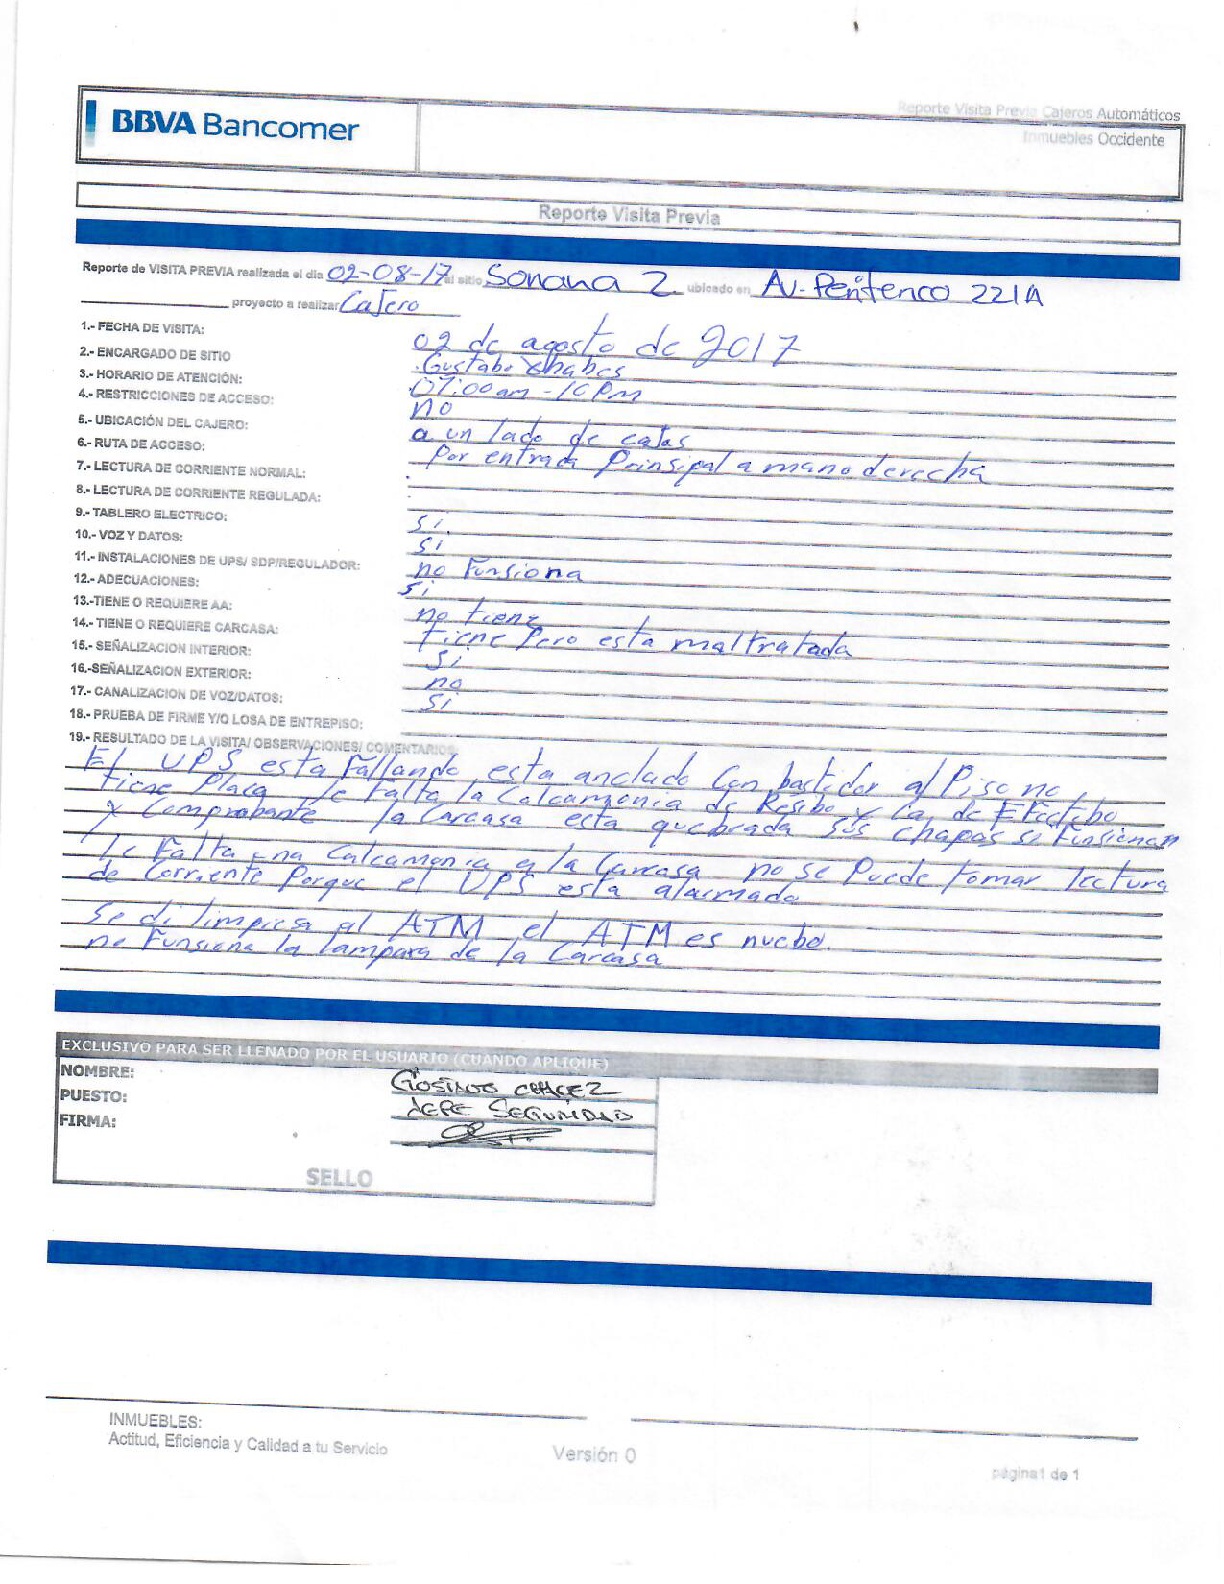 BBVA Bancomer
Reporte Visita Previa Cajeros Automáticos
Inmuebles Occidente
Reporte Visita Previa
Reporte de VISITA PREVIA realizada el dia 02-08-17 al sitio Soriana 2 ubicado en Av. Periferico 221A
proyecto a realizar Cajero
1.- FECHA DE VISITA: 02 de agosto de 2017
2.- ENCARGADO DE SITIO Gustabo
3.- HORARIO DE ATENCIÓN: 07:00am - 10 Pm
4.- RESTRICCIONES DE ACCESO: no
5.- UBICACIÓN DEL CAJERO: a un lado de cajas
6.- RUTA DE ACCESO: Por entrada Prinsipal a mano derecha
7.- LECTURA DE CORRIENTE NORMAL:
8.- LECTURA DE CORRIENTE REGULADA:
9.- TABLERO ELECTRICO: si.
10.- VOZ Y DATOS: si
11.- INSTALACIONES DE UPS/ SDP/REGULADOR: no Funsiona
12.- ADECUACIONES: si
13.-TIENE O REQUIERE AA: no tiene
14.- TIENE O REQUIERE CARCASA: tiene Pero esta maltratada
15.- SEÑALIZACION INTERIOR: si
16.-SEÑALIZACION EXTERIOR: no
17.- CANALIZACION DE VOZ/DATOS: si
18.- PRUEBA DE FIRME Y/O LOSA DE ENTREPISO:
19.- RESULTADO DE LA VISITA/ OBSERVACIONES/ COMENTARIOS:
El UPS esta Fallando, esta anclado con bastidor al Piso no
tiene Placa le Falta la Calcamonia de Resibo y la de Efectibo
y Comprobante la Carcasa esta quebrada sus chapas si Funsionan
le Falta una Calcamonia a la Carcasa no se Puede tomar lectura
de Corriente Porque el UPS esta alarmado
Se di limpiesa al ATM el ATM es nuebo.
no Funsiona la lampara de la Carcasa
EXCLUSIVO PARA SER LLENADO POR EL USUARIO (CUANDO APLIQUE)
NOMBRE: GUSTAVO CHAVEZ
PUESTO: JEFE SEGURIDAD
FIRMA:
SELLO
INMUEBLES:
Actitud, Eficiencia y Calidad a tu Servicio
Versión 0
página1 de 1